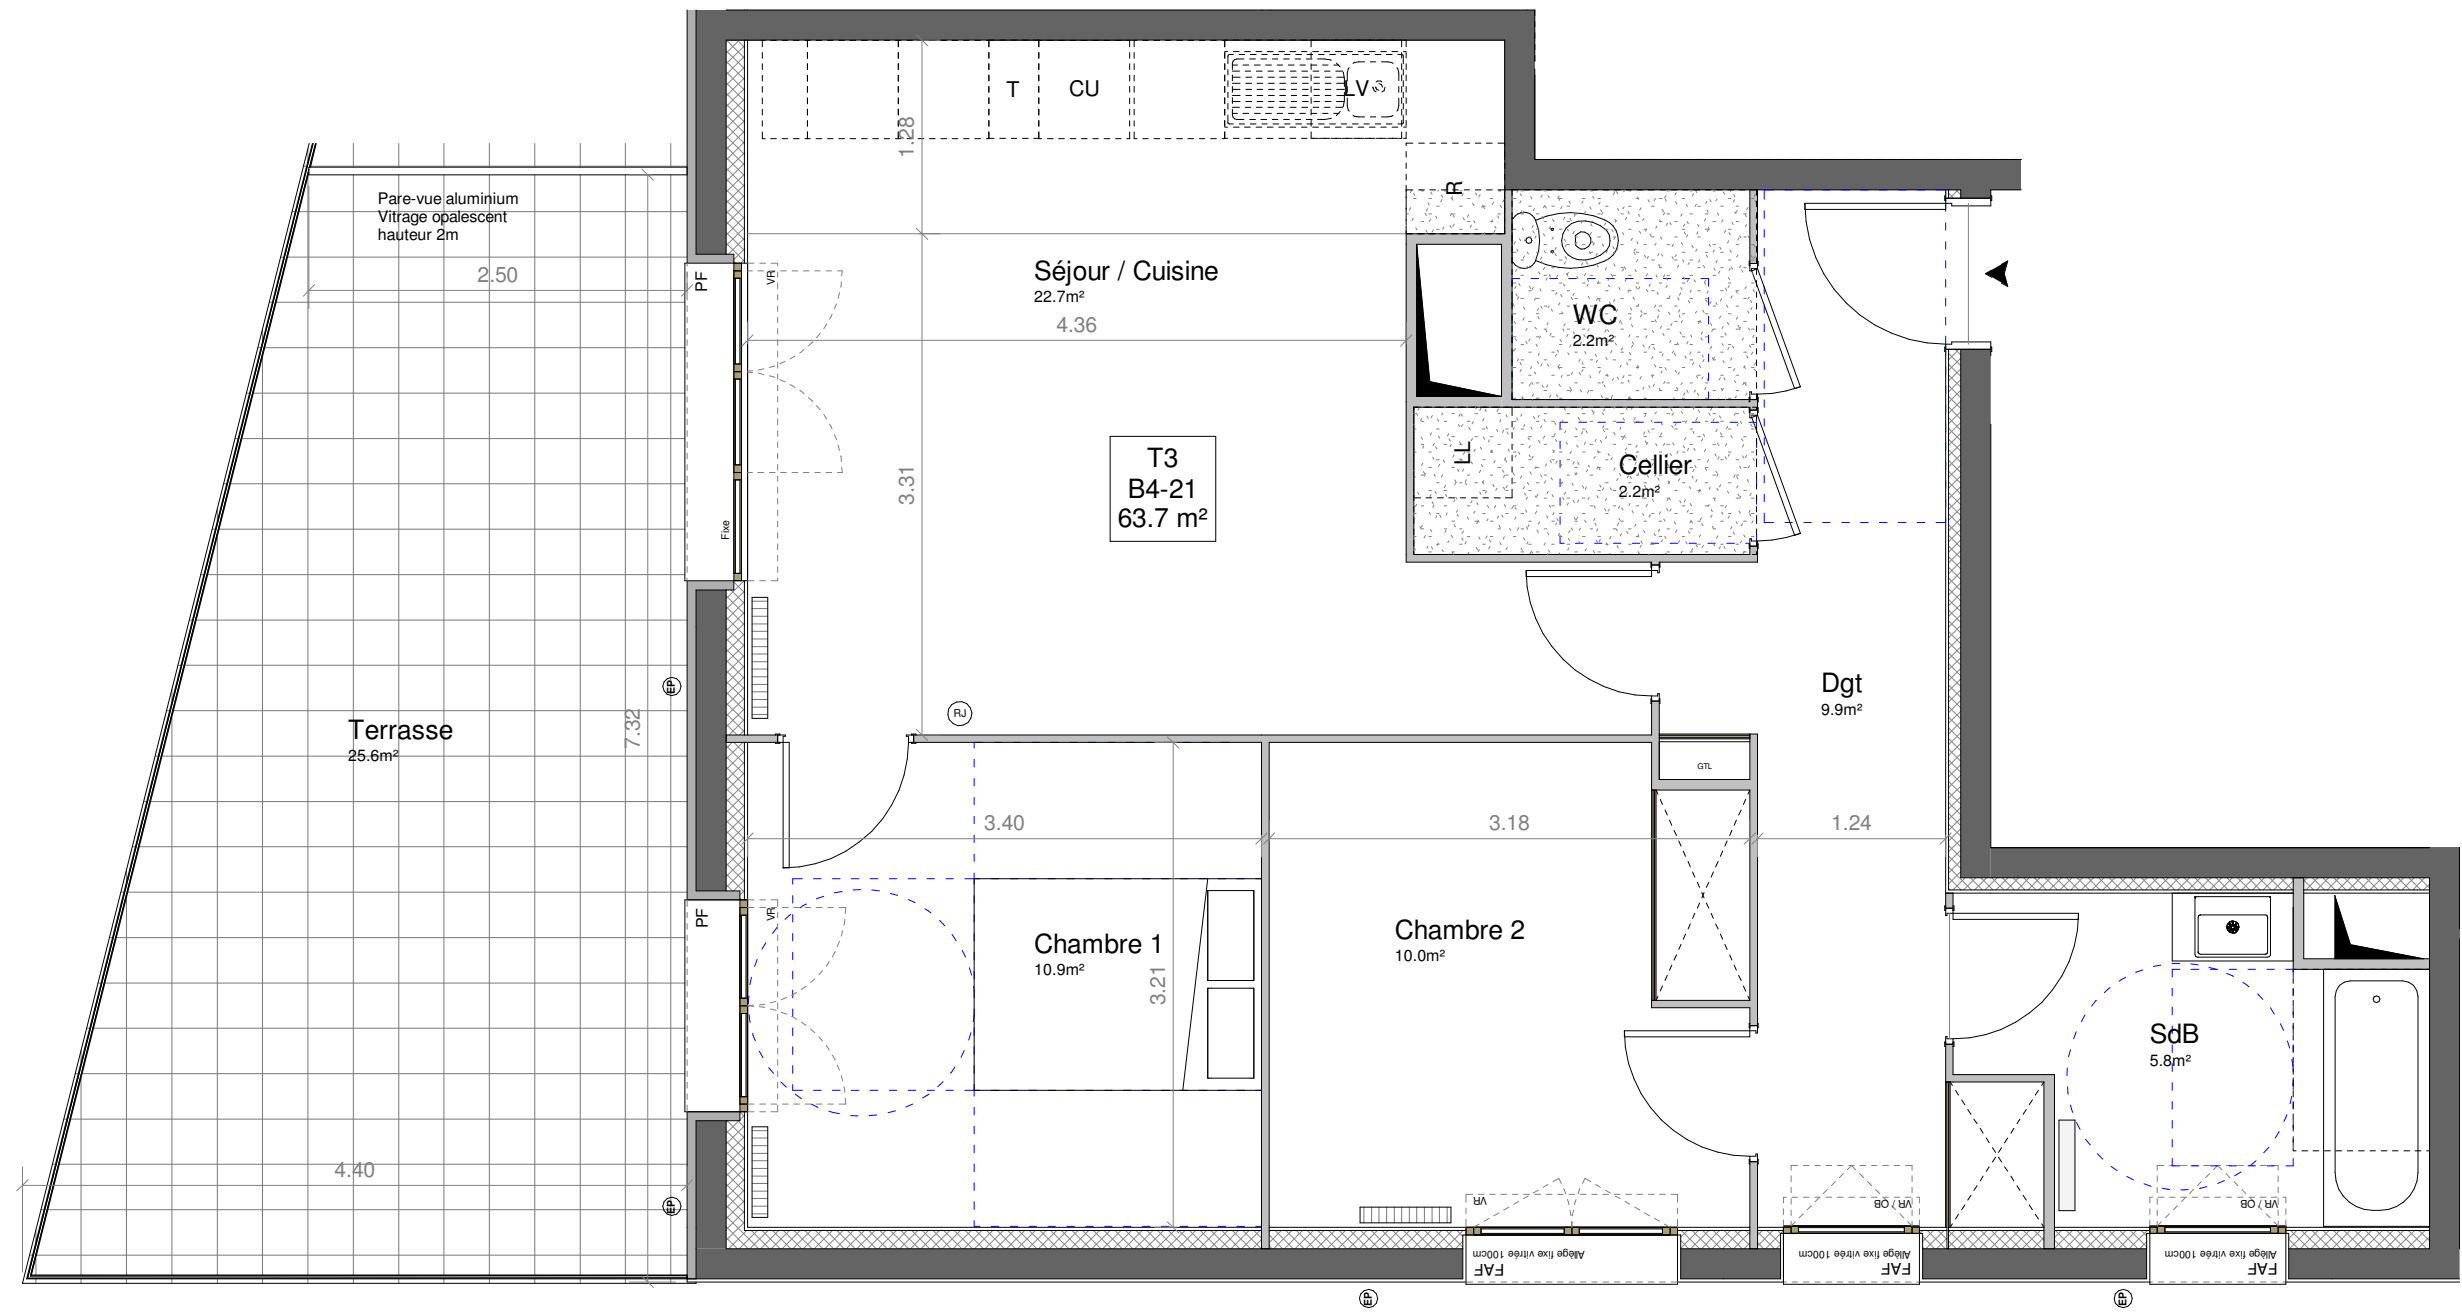 T
CU
LV
1.28
R
Pare-vue aluminium
Vitrage opalescent
hauteur 2m
2.50
PF
VR
Séjour / Cuisine
22.7m²
4.36
WC
2.2m²
T3
B4-21
63.7 m²
3.31
LL
Cellier
2.2m²
Fixe
EP
7.32
Terrasse
25.6m²
RJ
Dgt
9.9m²
GTL
3.40
3.18
1.24
PF
VR
Chambre 1
10.9m²
3.21
Chambre 2
10.0m²
SdB
5.8m²
4.40
EP
VR
VR / OB
VR / OB
Allège fixe vitrée 100cm
FAF
Allège fixe vitrée 100cm
FAF
Allège fixe vitrée 100cm
FAF
EP
EP